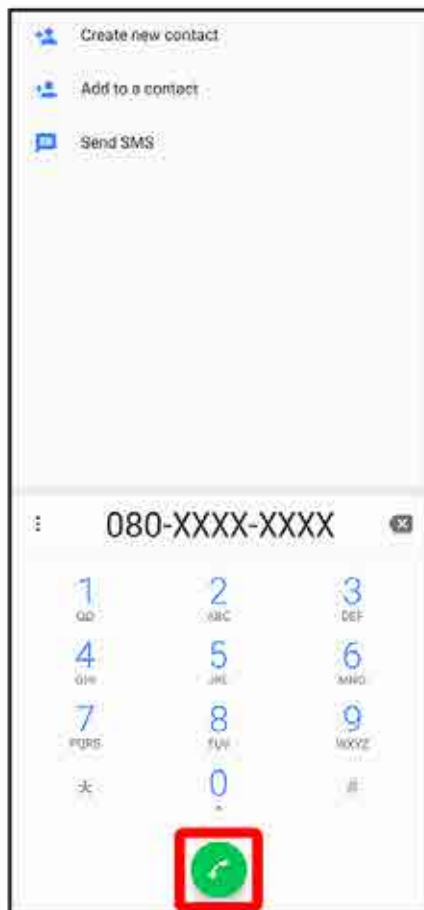 Create new contact
Add to a contact
Send SMS
080-XXXX-XXXX
1 2 3
ABC DEF
4 5 6
GHI JKL MNO
7 8 9
PQRS TUV WXYZ
* 0 #